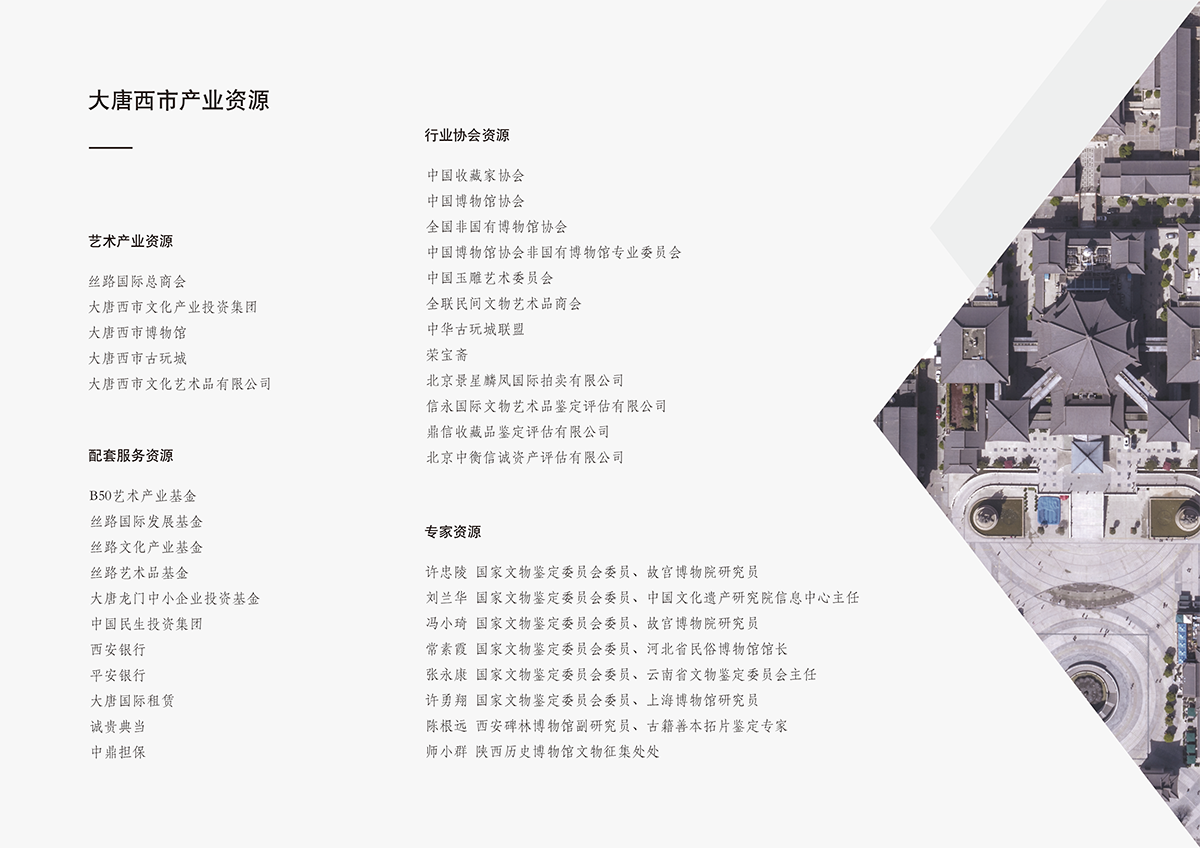 大唐西市产业资源
艺术产业资源
丝路国际总商会
大唐西市文化产业投资集团
大唐西市博物馆
大唐西市古玩城
大唐西市文化艺术品有限公司
配套服务资源
B50艺术产业基金
丝路国际发展基金
丝路文化产业基金
丝路艺术品基金
大唐龙门中小企业投资基金
中国民生投资集团
西安银行
平安银行
大唐国际租赁
诚贵典当
中鼎担保
行业协会资源
中国收藏家协会
中国博物馆协会
全国非国有博物馆协会
中国博物馆协会非国有博物馆专业委员会
中国玉雕艺术委员会
全联民间文物艺术品商会
中华古玩城联盟
荣宝斋
北京景星麟凤国际拍卖有限公司
信永国际文物艺术品鉴定评估有限公司
鼎信收藏品鉴定评估有限公司
北京中衡信诚资产评估有限公司
专家资源
许忠陵 国家文物鉴定委员会委员、故宫博物院研究员
刘兰华 国家文物鉴定委员会委员、中国文化遗产研究院信息中心主任
冯小琦 国家文物鉴定委员会委员、故宫博物院研究员
常素霞 国家文物鉴定委员会委员、河北省民俗博物馆馆长
张永康 国家文物鉴定委员会委员、云南省文物鉴定委员会主任
许勇翔 国家文物鉴定委员会委员、上海博物馆研究员
陈根远 西安碑林博物馆副研究员、古籍善本拓片鉴定专家
师小群 陕西历史博物馆文物征集处处